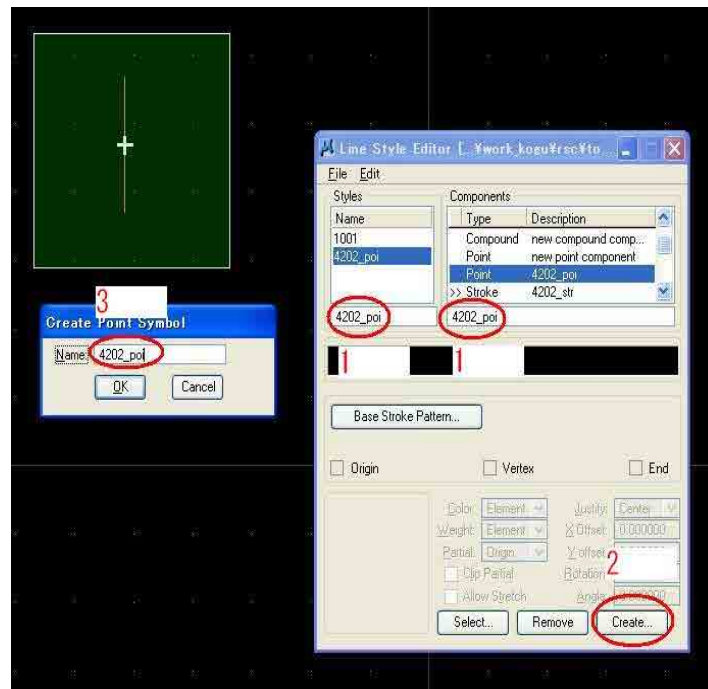 Line Style Editor [...¥work_kogu¥rsc¥to...
File Edit
Styles
Components
Name
Type Description
1001
4202_poi
Compound new compound comp...
Point new point component
Point 4202_poi
>> Stroke 4202_str
4202_poi
4202_poi
1
1
3
Create Point Symbol
Name: 4202_poi
OK
Cancel
Base Stroke Pattern...
Origin
Vertex
End
Color: Element
Justify: Center
Weight: Element
X Offset: 0.000000
Partial: Origin
Y offset:
2
Clip Partial
Rotation:
Allow Stretch
Angle: 0.000000
Select...
Remove
Create...